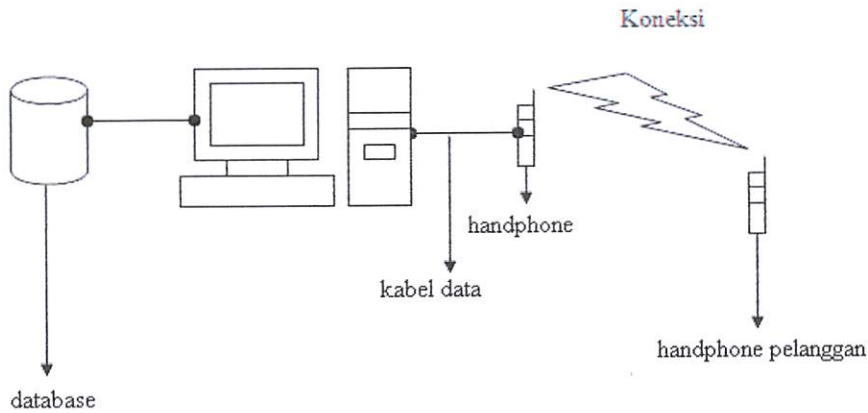 Koneksi
handphone
kabel data
handphone pelanggan
database